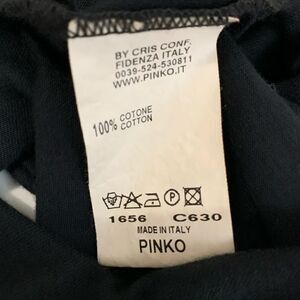 BY CRIS CONF.
FIDENZA ITALY
0039-524-530811
WWW.PINKO.IT
100% COTONE
COTTON
P
1656 C630
MADE IN ITALY
PINKO